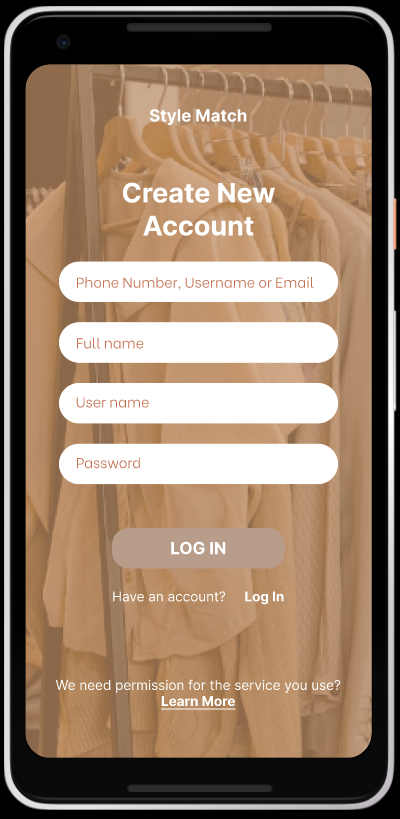 Style Match
Create New
Account
Phone Number, Username or Email
Full name
User name
Password
LOG IN
Have an account? Log In
We need permission for the service you use?
Learn More